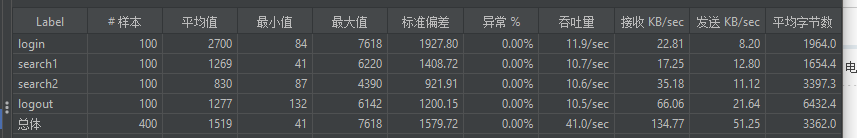 Label # 样本 平均值 最小值 最大值 标准偏差 异常 % 吞吐量 接收 KB/sec 发送 KB/sec 平均字节数
login 100 2700 84 7618 1927.80 0.00% 11.9/sec 22.81 8.20 1964.0
search1 100 1269 41 6220 1408.72 0.00% 10.7/sec 17.25 12.80 1654.4
search2 100 830 87 4390 921.91 0.00% 10.6/sec 35.18 11.12 3397.3
logout 100 1277 132 6142 1200.15 0.00% 10.5/sec 66.06 21.64 6432.4
总体 400 1519 41 7618 1579.72 0.00% 41.0/sec 134.77 51.25 3362.0
电